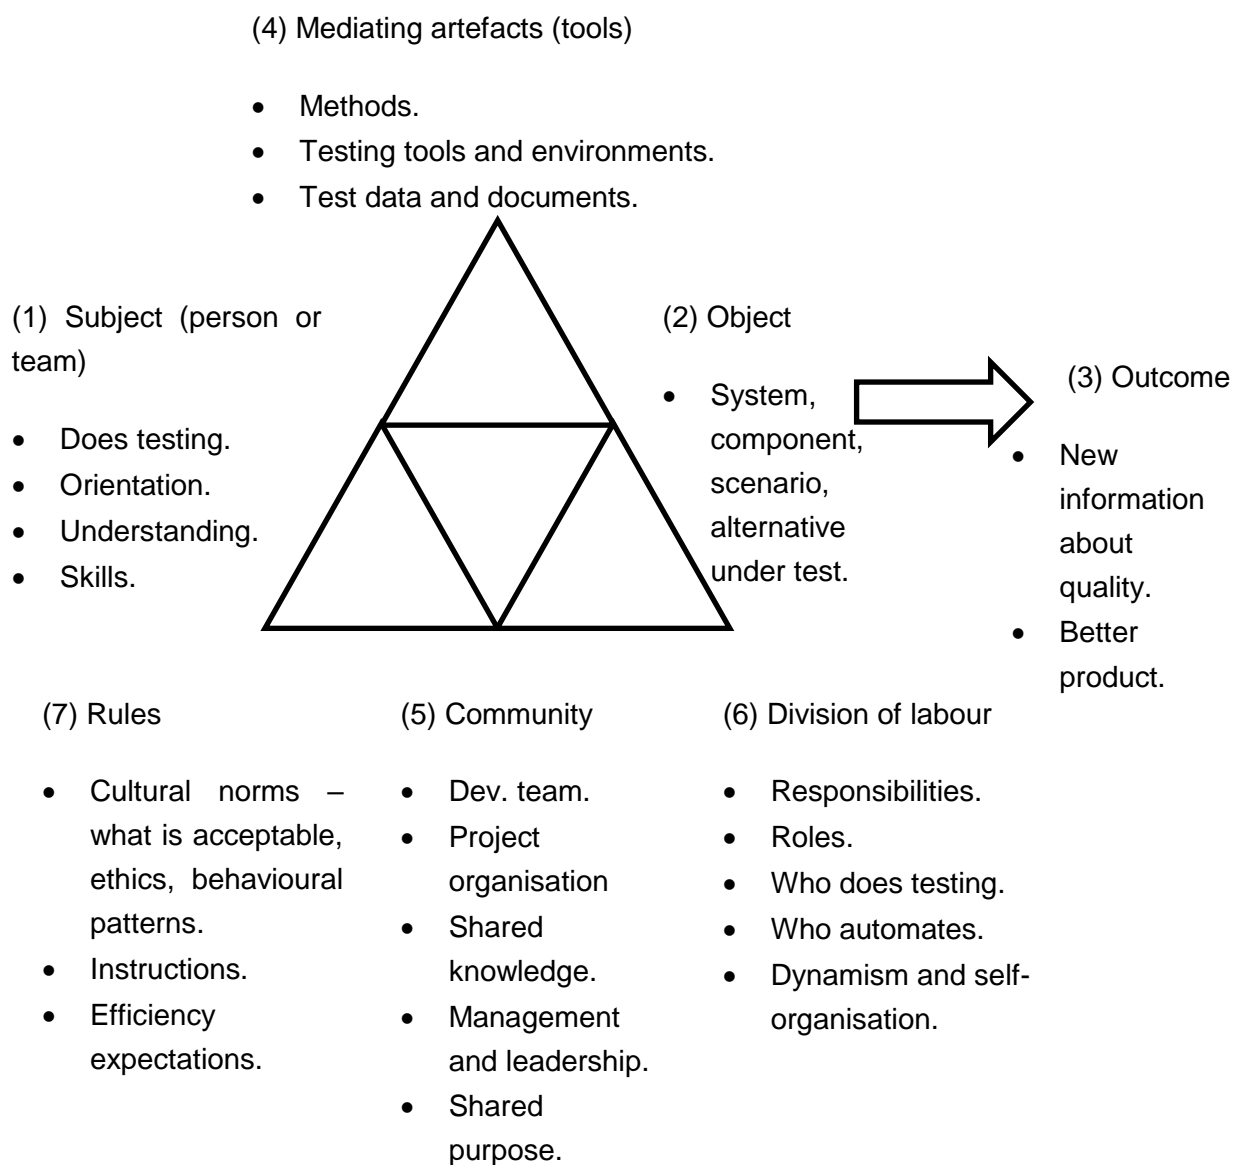 (4) Mediating artefacts (tools)
• Methods.
• Testing tools and environments.
• Test data and documents.
(1) Subject (person or
team)
• Does testing.
• Orientation.
• Understanding.
• Skills.
(2) Object
• System,
component,
scenario,
alternative
under test.
(3) Outcome
• New
information
about
quality.
• Better
product.
(7) Rules
• Cultural norms –
what is acceptable,
ethics, behavioural
patterns.
• Instructions.
• Efficiency
expectations.
(5) Community
• Dev. team.
• Project
organisation
• Shared
knowledge.
• Management
and leadership.
• Shared
purpose.
(6) Division of labour
• Responsibilities.
• Roles.
• Who does testing.
• Who automates.
• Dynamism and self-
organisation.